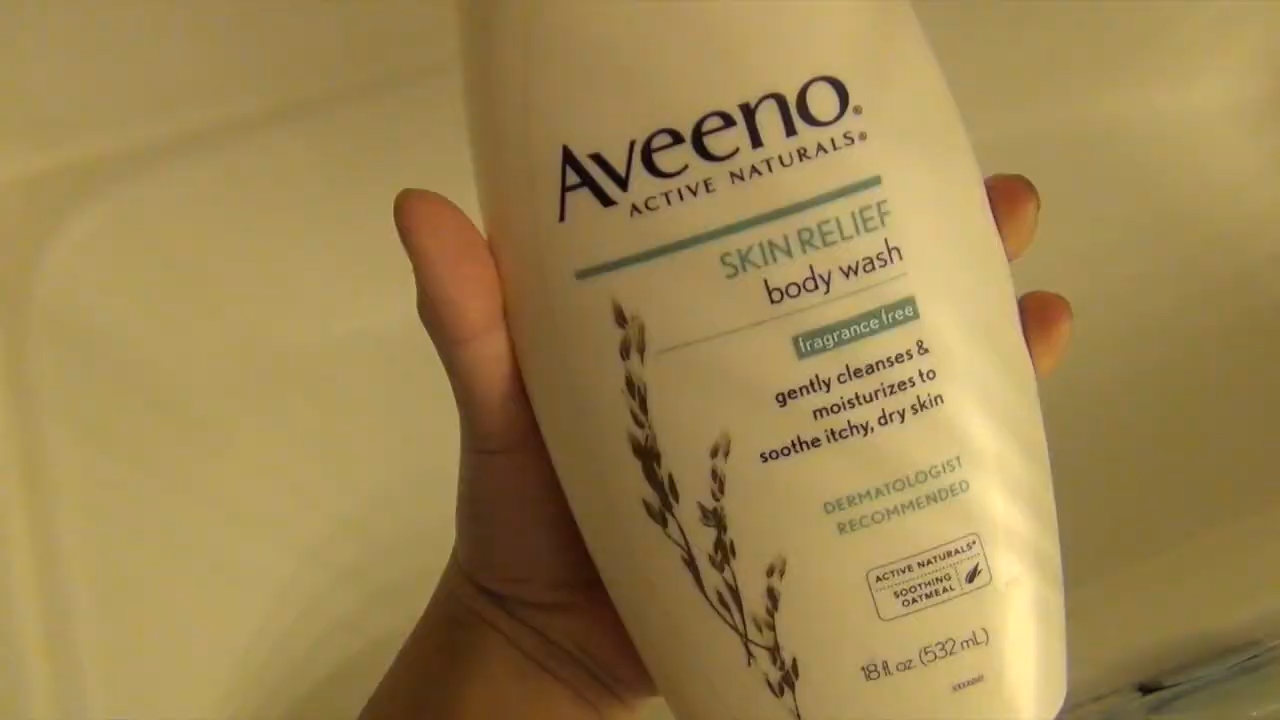 Aveeno®
ACTIVE NATURALS®
SKIN RELIEF
body wash
fragrance free
gently cleanses &
moisturizes to
soothe itchy, dry skin
DERMATOLOGIST
RECOMMENDED
ACTIVE NATURALS®
SOOTHING
OATMEAL
18 fl. oz. (532 mL)